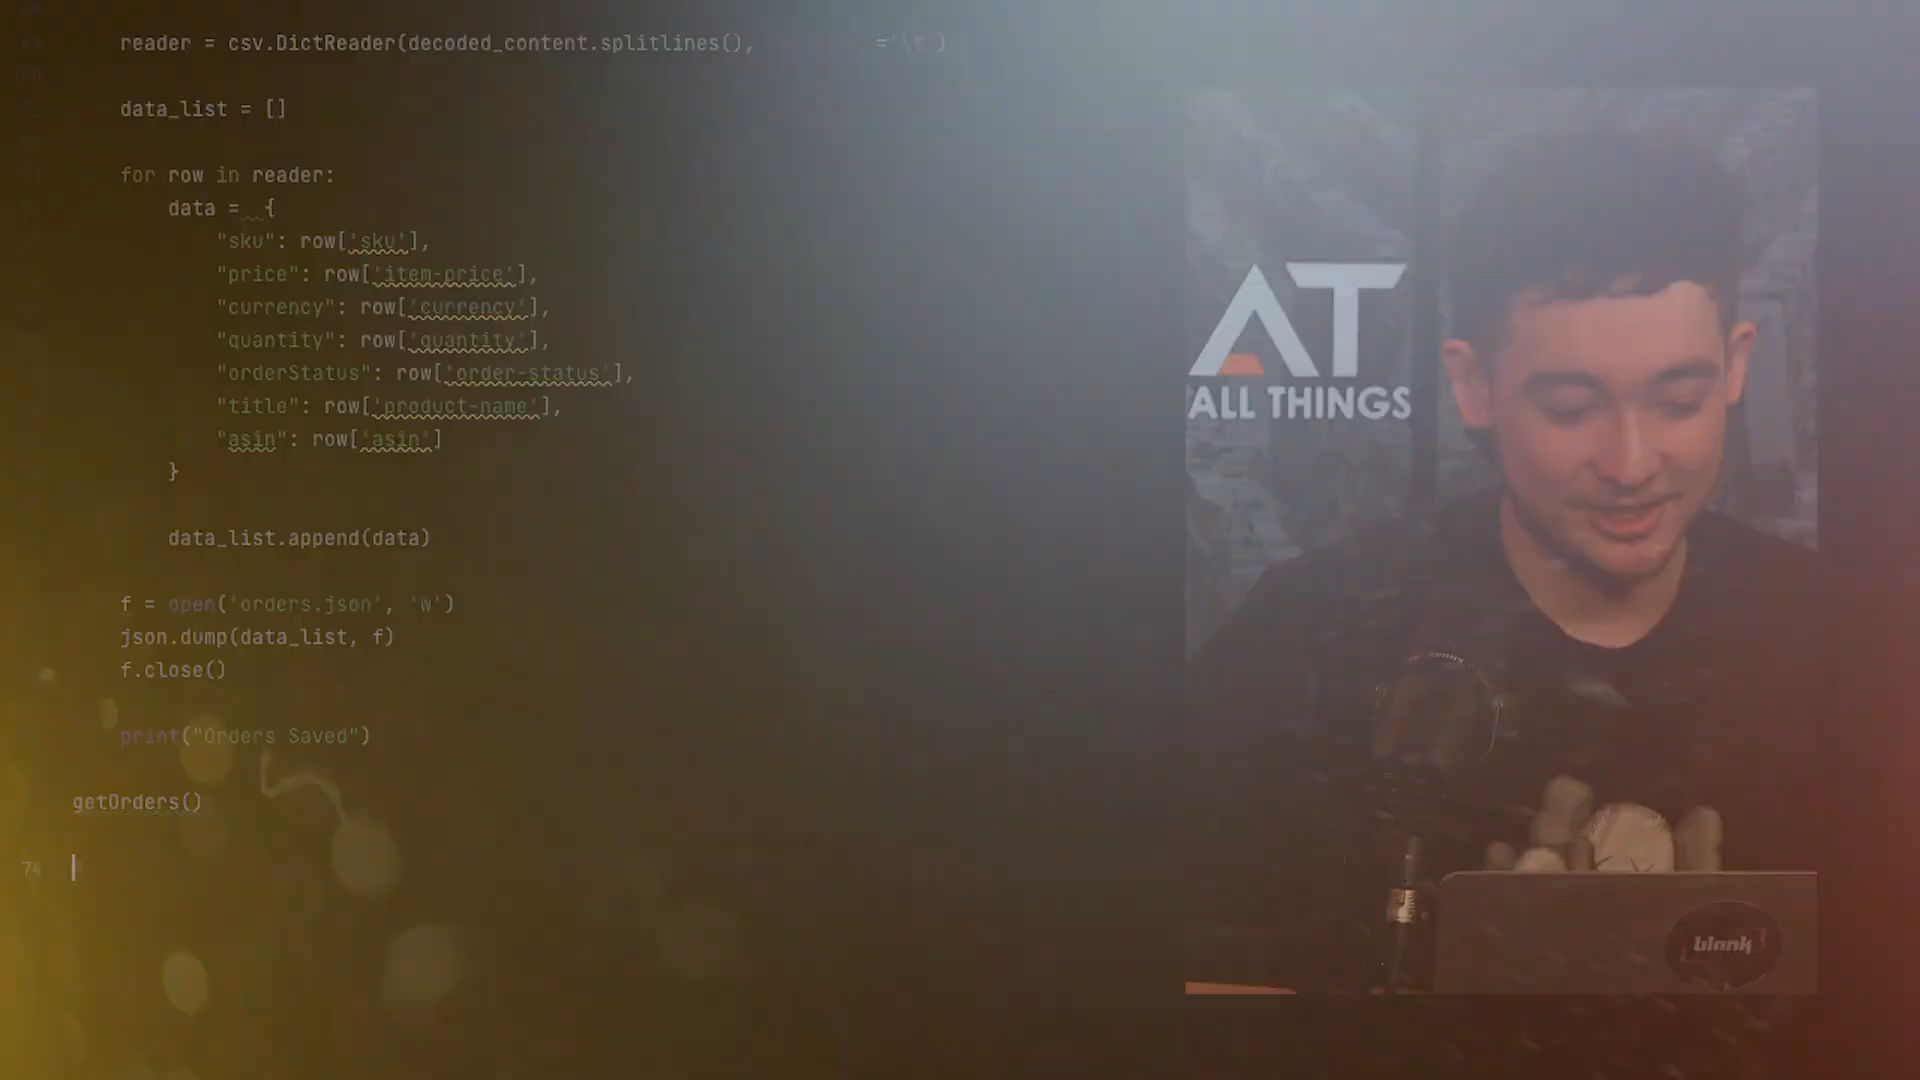 reader = csv.DictReader(decoded_content.splitlines(), ='\t')
data_list = []
for row in reader:
data = {
"sku": row['sku'],
"price": row['item-price'],
"currency": row['currency'],
"quantity": row['quantity'],
"orderStatus": row['order-status'],
"title": row['product-name'],
"asin": row['asin']
}
data_list.append(data)
f = open('orders.json', 'w')
json.dump(data_list, f)
f.close()
print("Orders Saved")
getOrders()
74
AT
ALL THINGS
blank